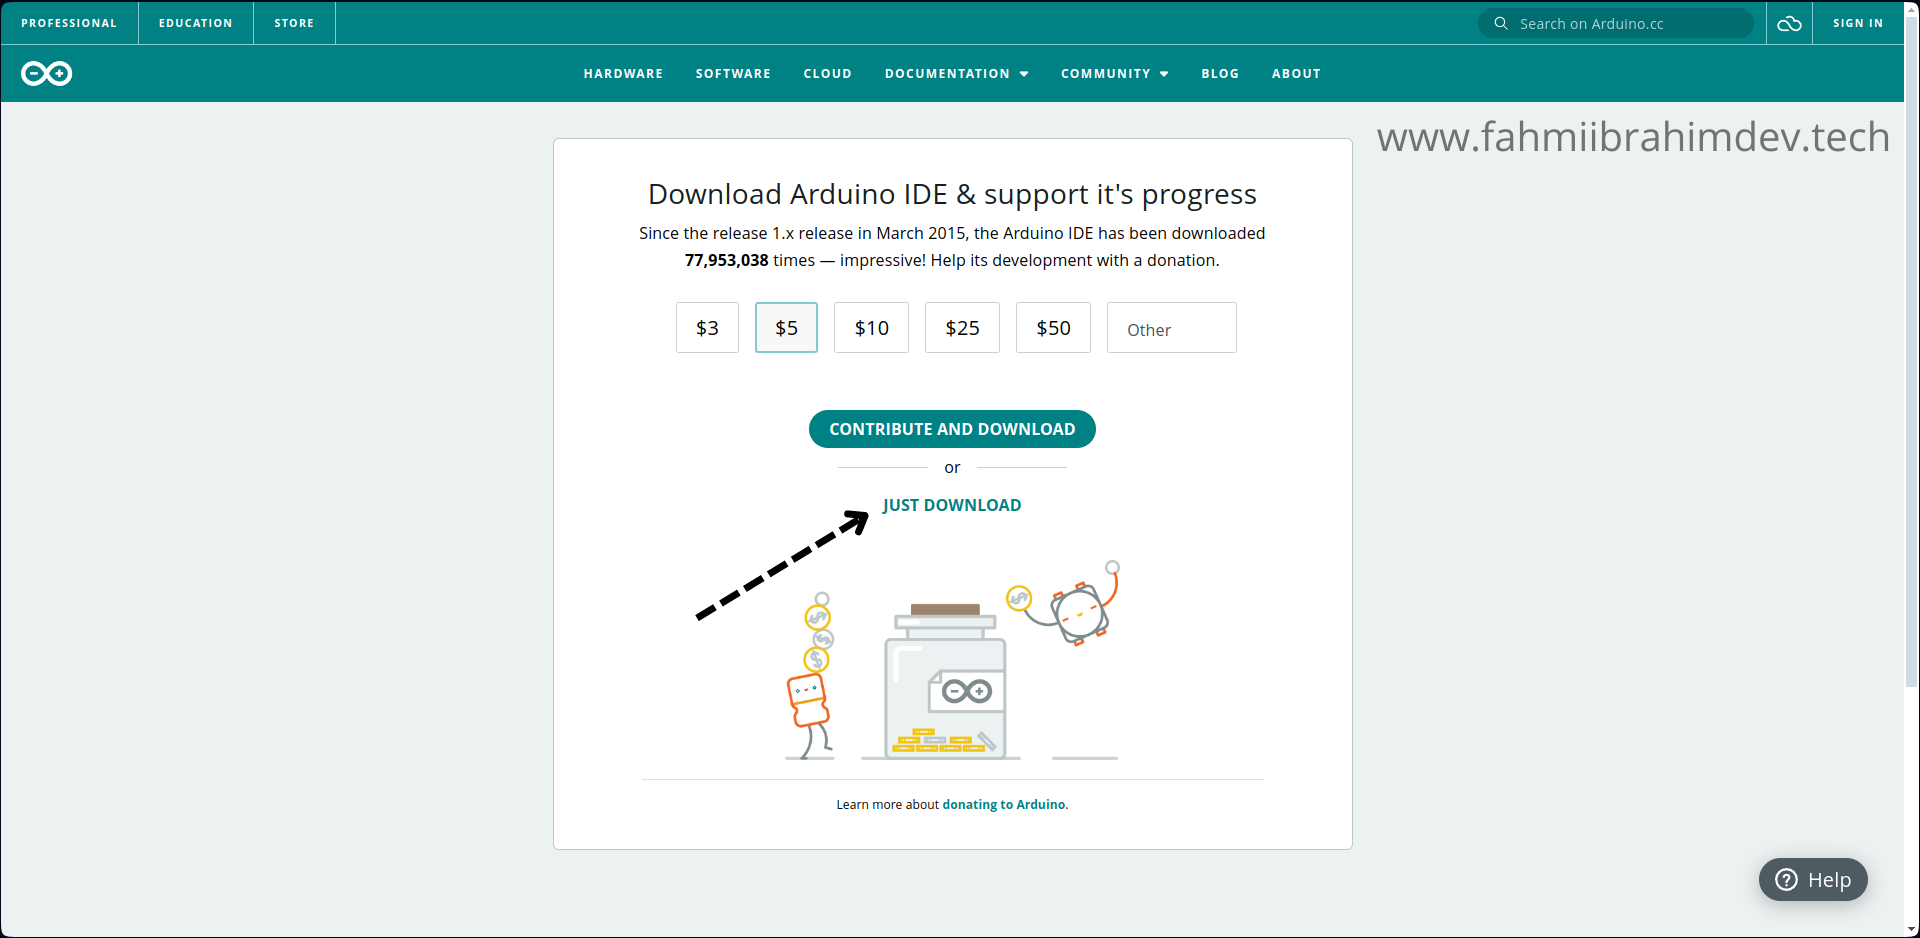 PROFESSIONAL
EDUCATION
STORE
Search on Arduino.cc
SIGN IN
HARDWARE
SOFTWARE
CLOUD
DOCUMENTATION
COMMUNITY
BLOG
ABOUT
www.fahmiibrahimdev.tech
Download Arduino IDE & support it's progress
Since the release 1.x release in March 2015, the Arduino IDE has been downloaded
77,953,038 times — impressive! Help its development with a donation.
$3
$5
$10
$25
$50
Other
CONTRIBUTE AND DOWNLOAD
or
JUST DOWNLOAD
Learn more about donating to Arduino.
Help